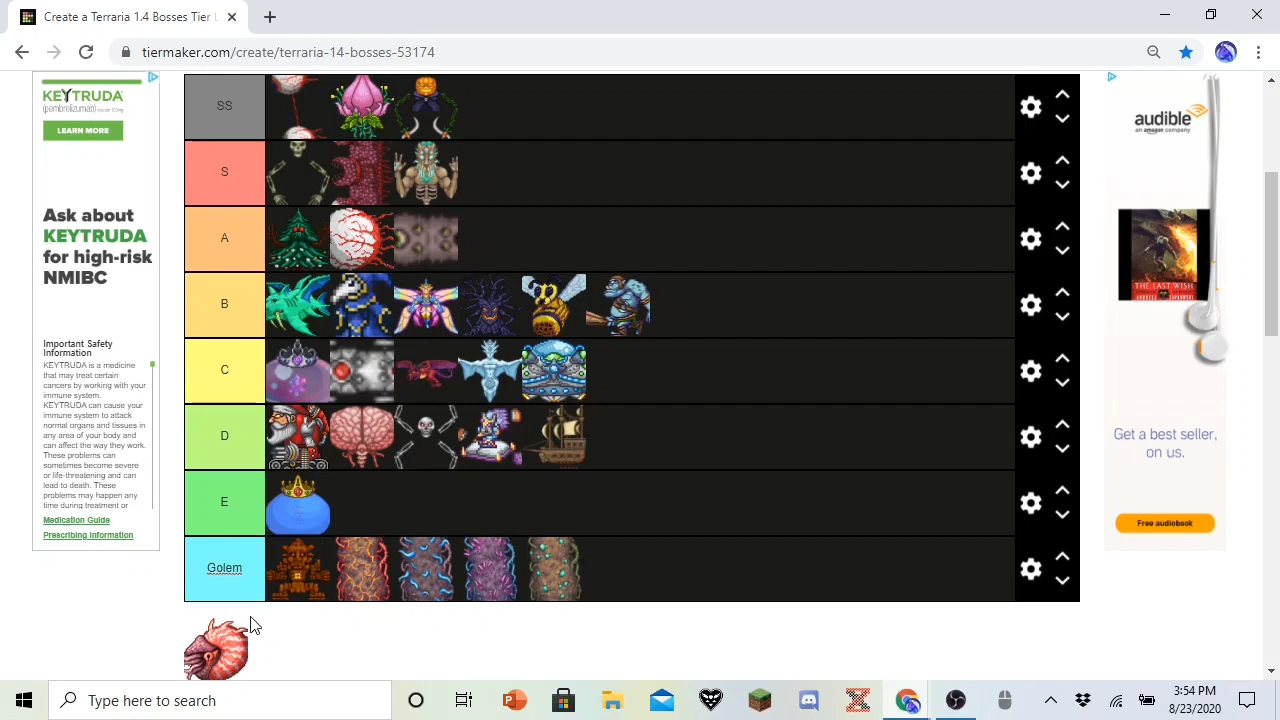 Create a Terraria 1.4 Bosses Tier L
tiermaker.com/create/terraria-14-bosses-53174
KEYTRUDA
(pembrolizumab)
LEARN MORE
Ask about
KEYTRUDA
for high-risk
NMIBC
Important Safety
Information
KEYTRUDA is a medicine
that may treat certain
cancers by working with your
immune system.
KEYTRUDA can cause your
immune system to attack
normal organs and tissues in
any area of your body and
can affect the way they work.
These problems can
sometimes become severe
or life-threatening and can
lead to death. These
problems may happen any
time during treatment or
Medication Guide
Prescribing Information
SS
S
A
B
C
D
E
Golem
audible
an amazon company
THE LAST WISH
ANDRZEJ SAPKOWSKI
Get a best seller,
on us.
Free audiobook
Type here to search
3:54 PM
8/23/2020